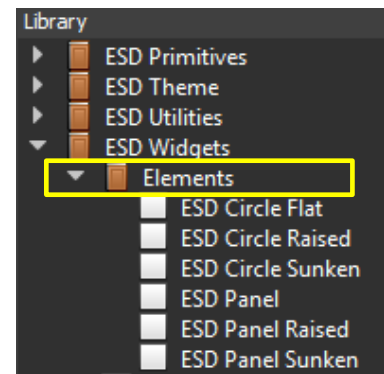 Library
ESD Primitives
ESD Theme
ESD Utilities
ESD Widgets
Elements
ESD Circle Flat
ESD Circle Raised
ESD Circle Sunken
ESD Panel
ESD Panel Raised
ESD Panel Sunken